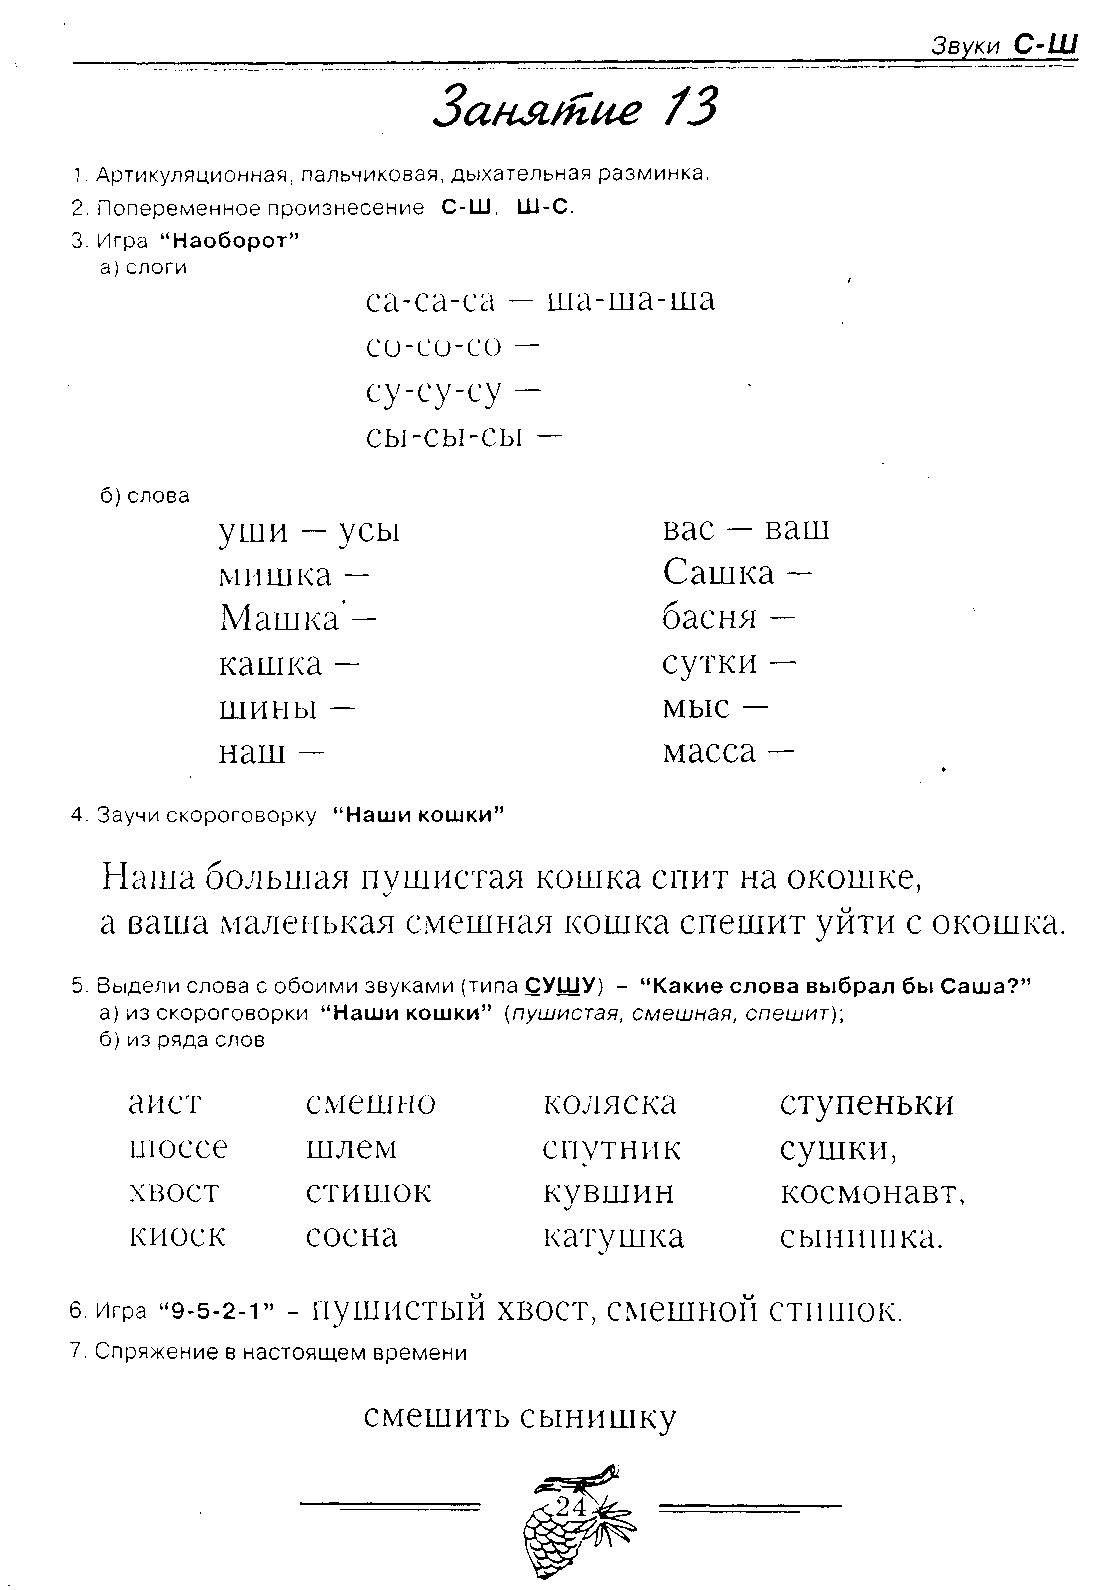 Звуки С-Ш
Занятие 13
1. Артикуляционная, пальчиковая, дыхательная разминка.
2. Попеременное произнесение С-Ш, Ш-С.
3. Игра “Наоборот”
а) слоги
са-са-са — ша-ша-ша
со-со-со —
су-су-су —
сы-сы-сы —
б) слова
уши — усы
мишка —
Машка —
кашка —
шины —
наш —
вас — ваш
Сашка —
басня —
сутки —
мыс —
масса —
4. Заучи скороговорку “Наши кошки”
Наша большая пушистая кошка спит на окошке,
а ваша маленькая смешная кошка спешит уйти с окошка.
5. Выдели слова с обоими звуками (типа СУШУ) – “Какие слова выбрал бы Саша?”
а) из скороговорки “Наши кошки” (пушистая, смешная, спешит);
б) из ряда слов
аист смешно коляска ступеньки
шоссе шлем спутник сушки,
хвост стишок кувшин космонавт,
киоск сосна катушка сынишка.
6. Игра “9-5-2-1” – пушистый хвост, смешной стишок.
7. Спряжение в настоящем времени
смешить сынишку
24